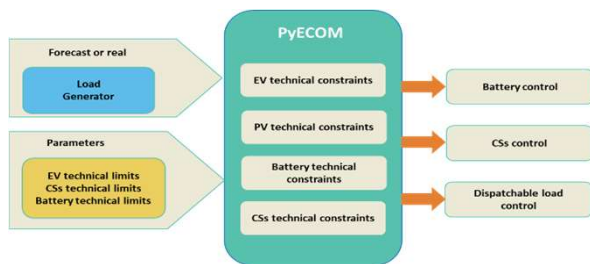 Forecast or real
Load
Generator
Parameters
EV technical limits
CSs technical limits
Battery technical limits
PyECOM
EV technical constraints
PV technical constraints
Battery technical
constraints
CSs technical constraints
Battery control
CSs control
Dispatchable load
control